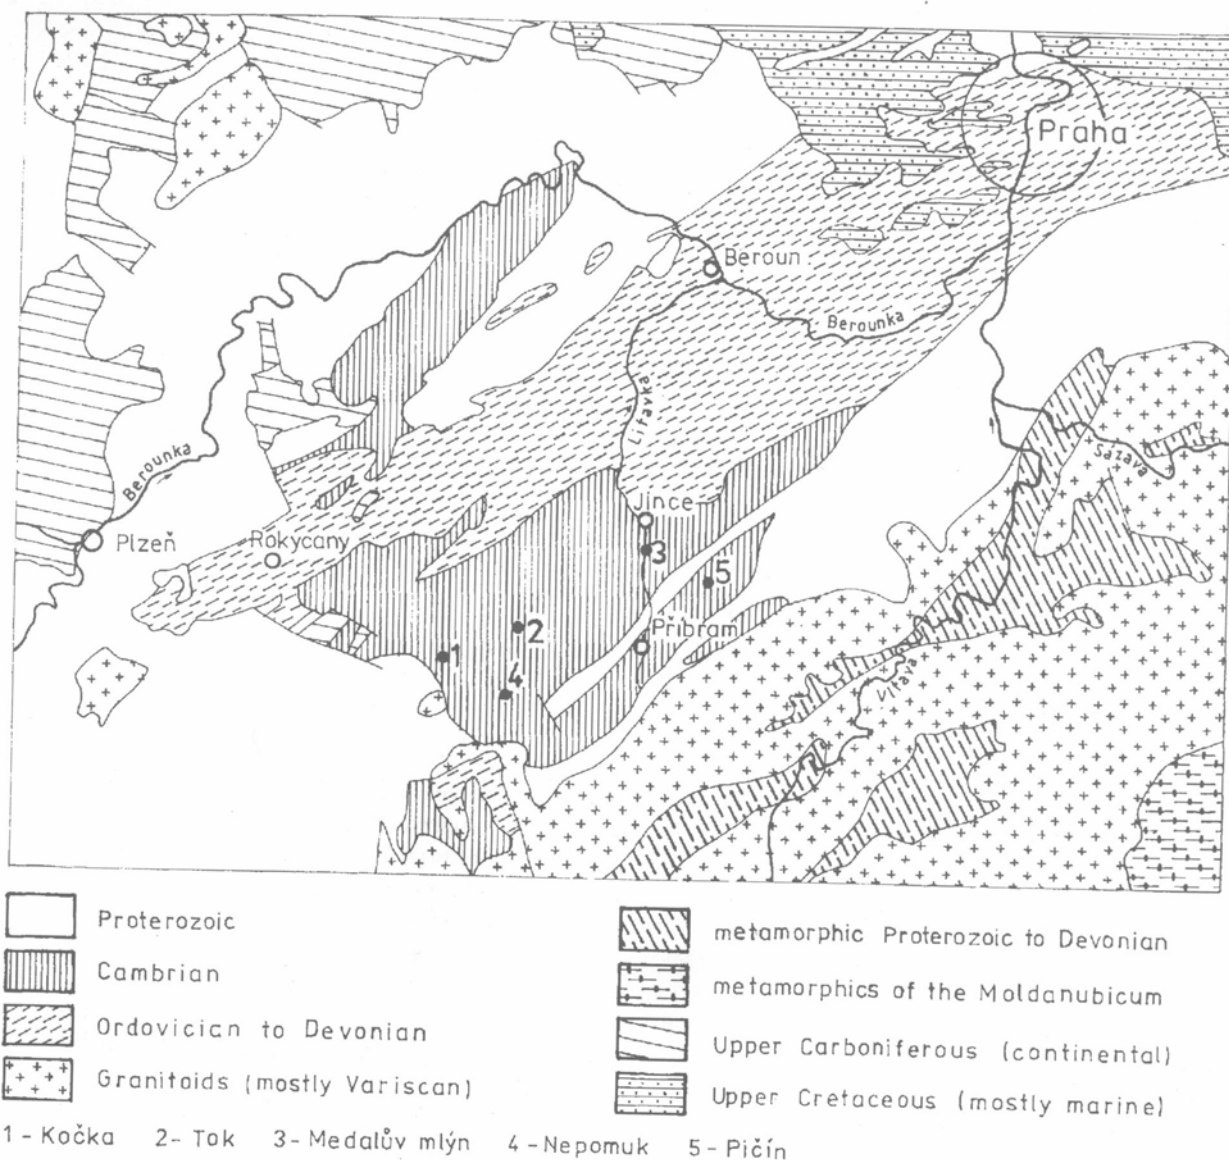 Praha
Beroun
Berounka
Litavka
Sázava
Berounka
Jince
Plzeň
Rokycany
3
5
2
Příbram
1
4
Vltava
Proterozoic
Cambrian
Ordovician to Devonian
Granitoids (mostly Variscan)
metamorphic Proterozoic to Devonian
metamorphics of the Moldanubicum
Upper Carboniferous (continental)
Upper Cretaceous (mostly marine)
1 - Kočka 2- Tok 3- Medalův mlýn 4 - Nepomuk 5 - Pičín